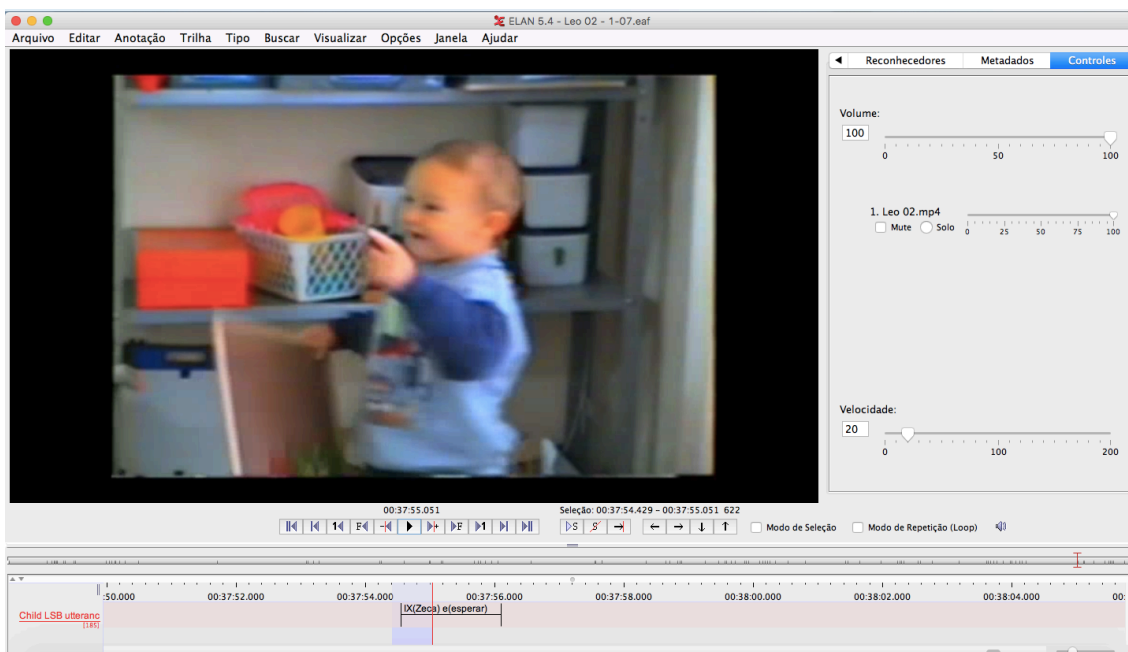 ELAN 5.4 - Leo 02 - 1-07.eaf
Arquivo Editar Anotação Trilha Tipo Buscar Visualizar Opções Janela Ajudar
Reconhecedores Metadados Controles
Volume:
100
0 50 100
1. Leo 02.mp4
Mute Solo 0 25 50 75 100
Velocidade:
20
0 100 200
00:37:55.051 Seleção: 00:37:54.429 - 00:37:55.051 622
1 F + F 1 S S Modo de Seleção Modo de Repetição (Loop)
:50.000 00:37:52.000 00:37:54.000 00:37:56.000 00:37:58.000 00:38:00.000 00:38:02.000 00:38:04.000 00:
Child LSB utteranc IX(Zeca) e(esperar)
[185]